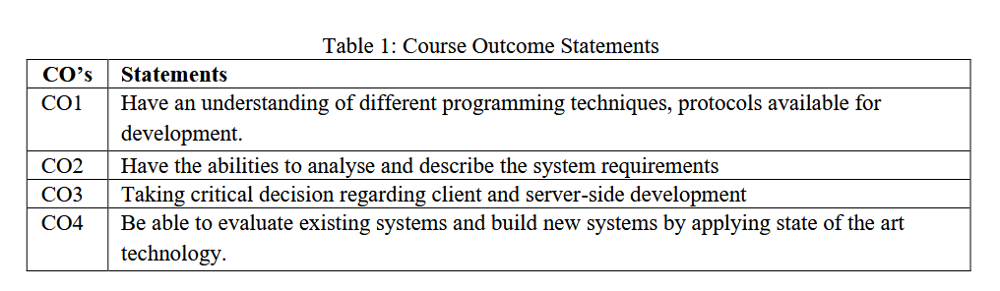 Table 1: Course Outcome Statements
CO’s Statements
CO1 Have an understanding of different programming techniques, protocols available for
development.
CO2 Have the abilities to analyse and describe the system requirements
CO3 Taking critical decision regarding client and server-side development
CO4 Be able to evaluate existing systems and build new systems by applying state of the art
technology.